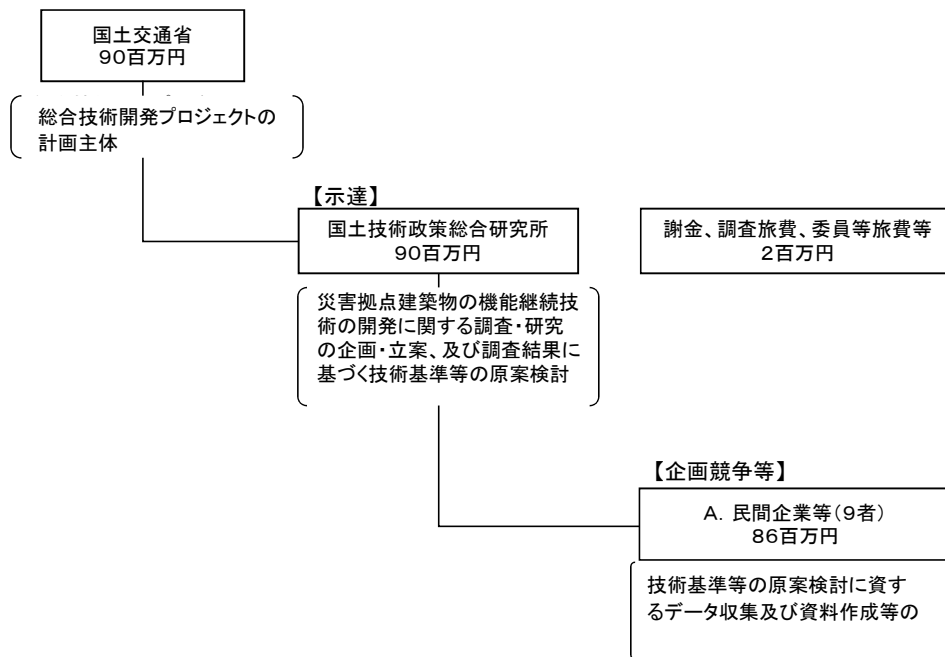 国土交通省
90百万円
総合技術開発プロジェクトの
計画主体
【示達】
国土技術政策総合研究所
90百万円
謝金、調査旅費、委員等旅費等
2百万円
災害拠点建築物の機能継続技
術の開発に関する調査・研究
の企画・立案、及び調査結果に
基づく技術基準等の原案検討
【企画競争等】
A. 民間企業等(9者)
86百万円
技術基準等の原案検討に資す
るデータ収集及び資料作成等の